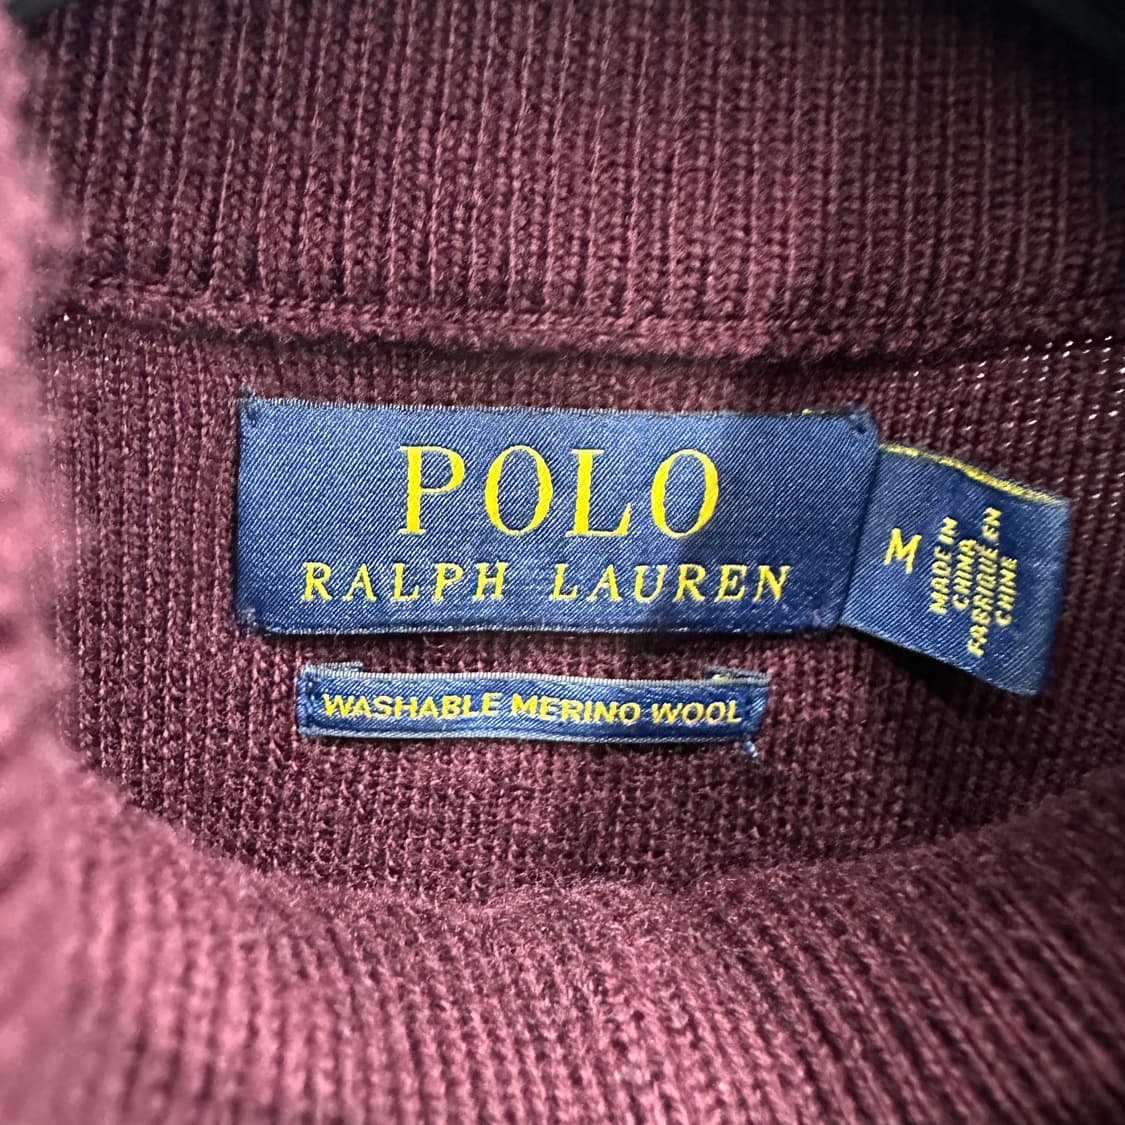 POLO
RALPH LAUREN
M
MADE IN
CHINA
FABRIQUÉ EN
CHINE
WASHABLE MERINO WOOL